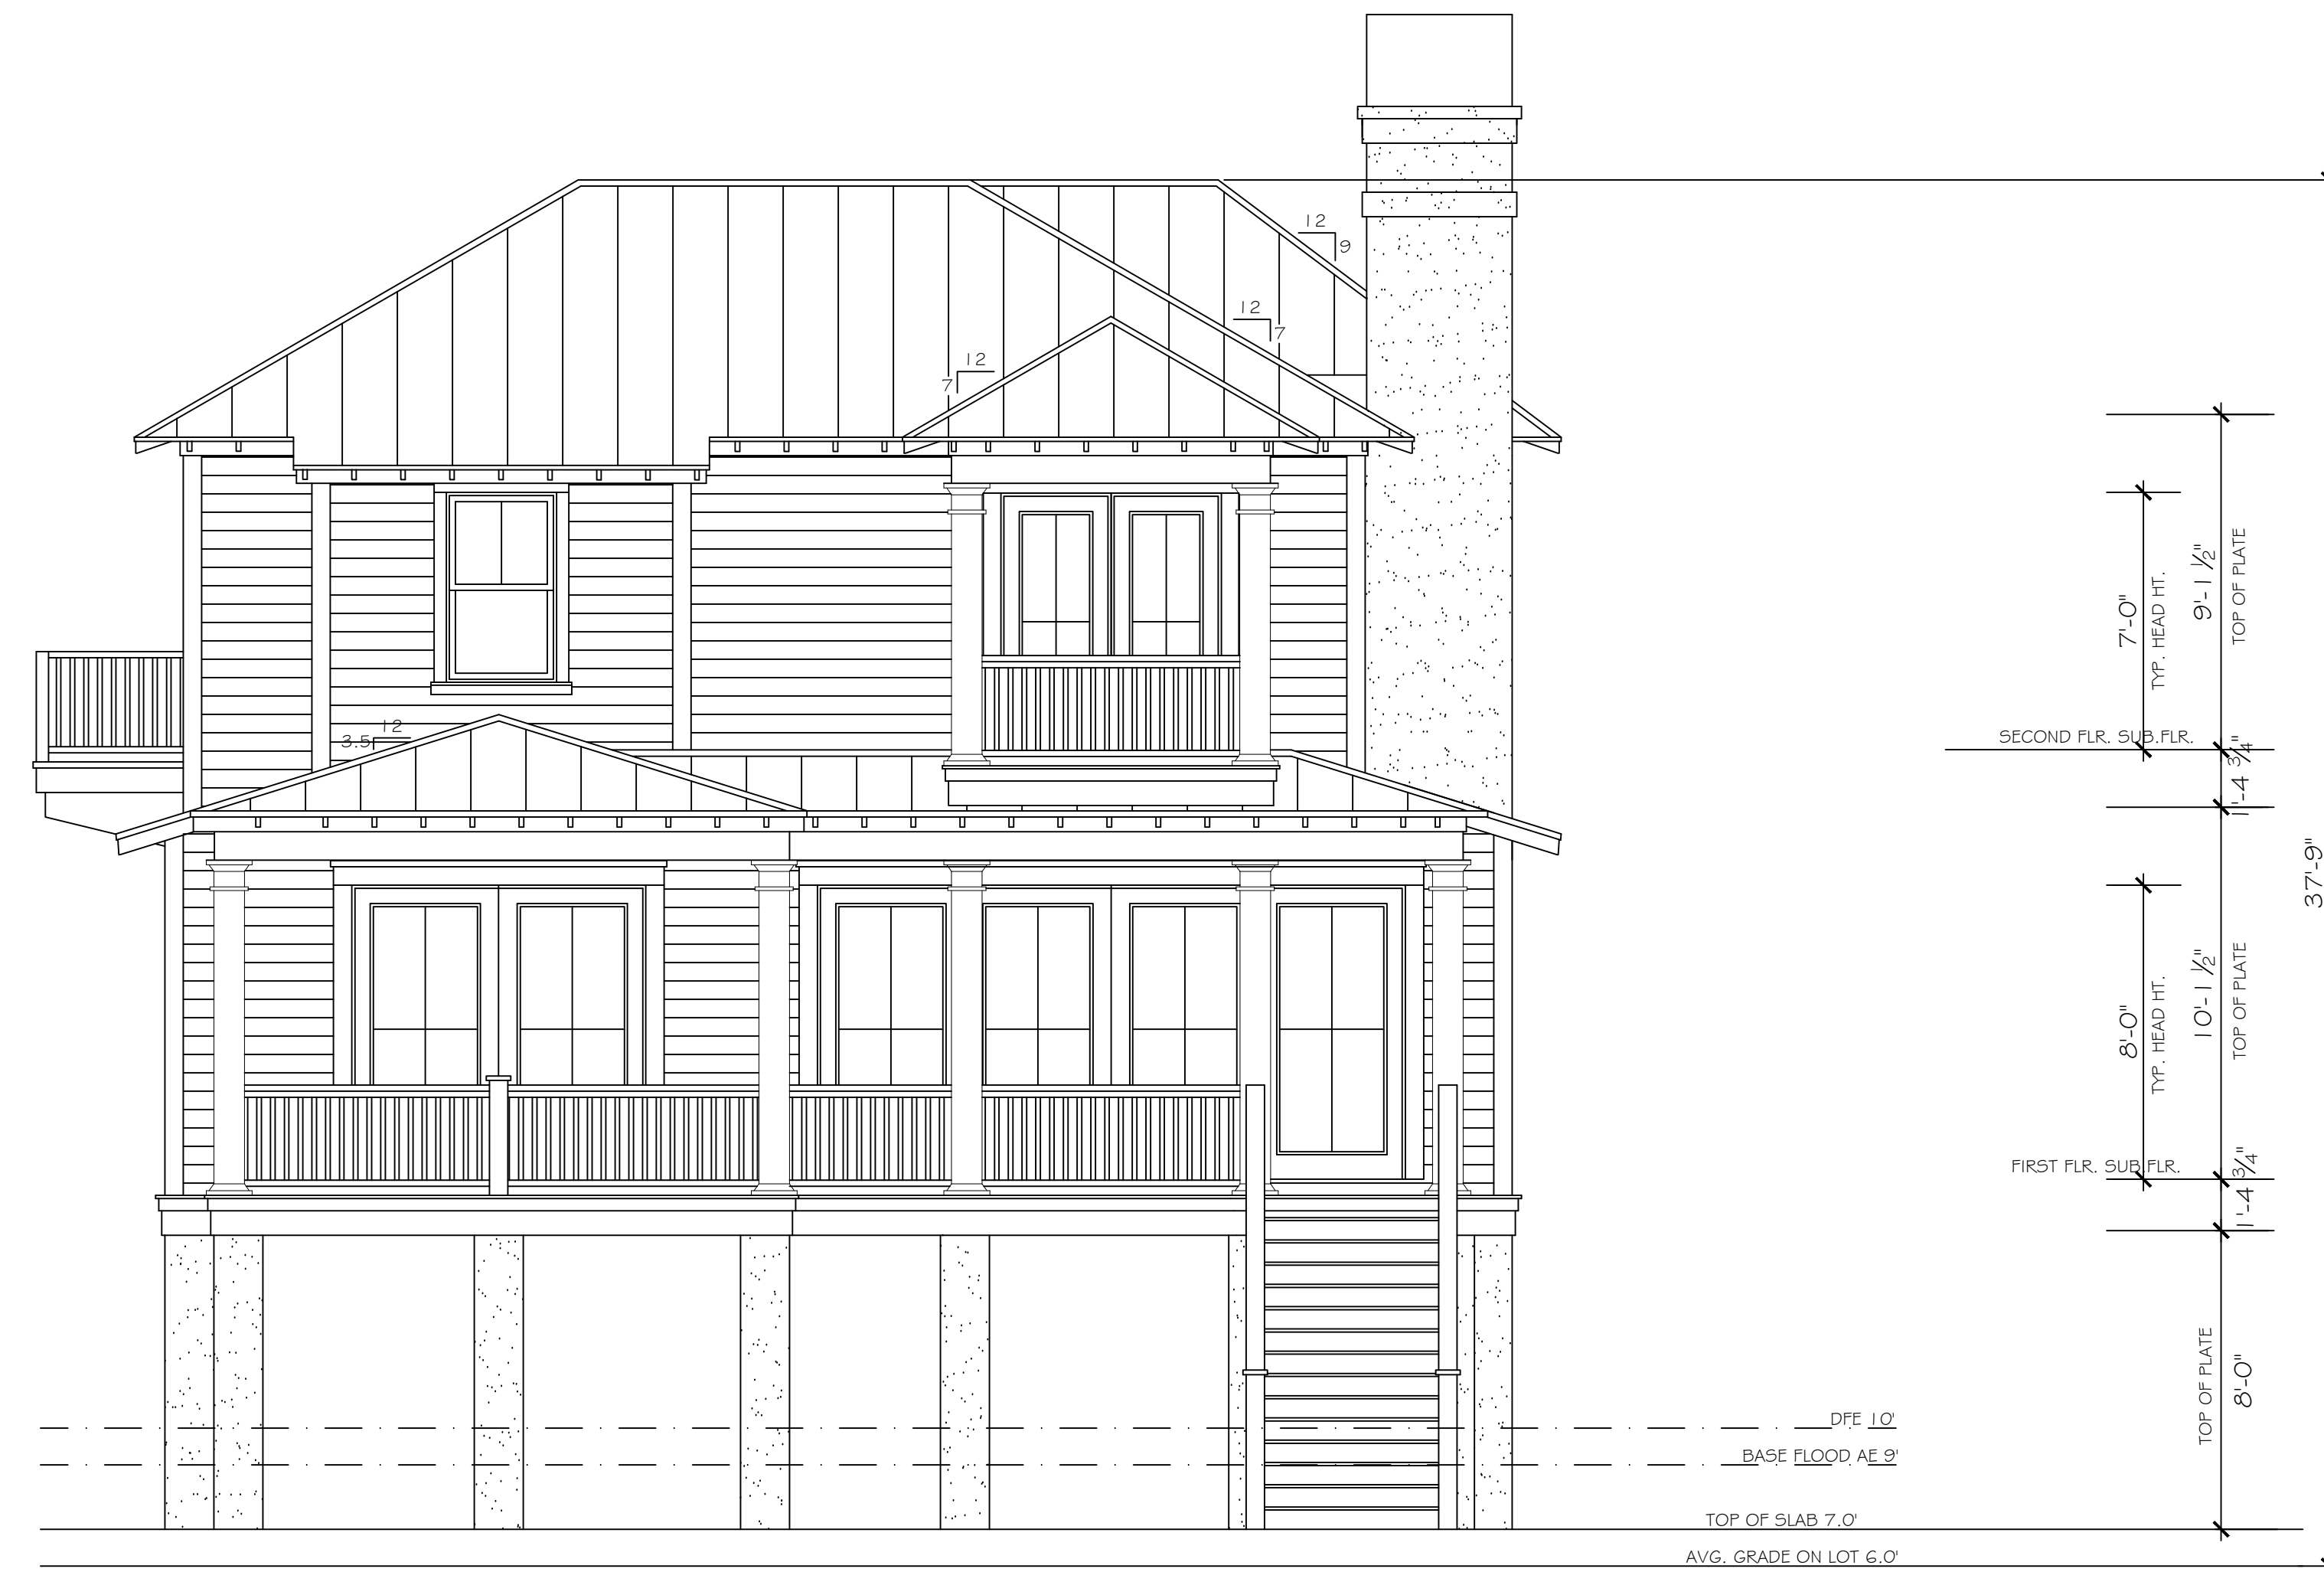 12
9
12
7
12
7
7'-0"
TYP. HEAD HT.
9'-1 1/2"
TOP OF PLATE
12
3.5
SECOND FLR. SUB.FLR.
1'-4 3/4"
37'-9"
8'-0"
TYP. HEAD HT.
10'-1 1/2"
TOP OF PLATE
FIRST FLR. SUB.FLR.
1'-4 3/4"
TOP OF PLATE
8'-0"
DFE 10'
BASE FLOOD AE 9'
TOP OF SLAB 7.0'
AVG. GRADE ON LOT 6.0'